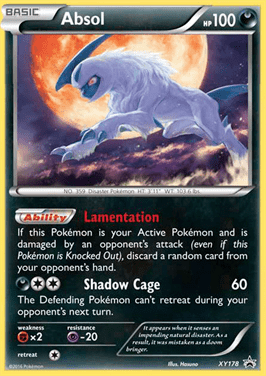 BASIC Absol HP100
NO. 359 Disaster Pokémon HT: 3'11" WT: 103.6 lbs.
Ability Lamentation
If this Pokémon is your Active Pokémon and is
damaged by an opponent's attack (even if this
Pokémon is Knocked Out), discard a random card from
your opponent's hand.
Shadow Cage 60
The Defending Pokémon can't retreat during your
opponent's next turn.
weakness resistance
×2 -20
retreat
It appears when it senses an
impending natural disaster. As a
result, it was mistaken as a doom
bringer.
©2016 Pokémon
Illus. Hasuno XY178